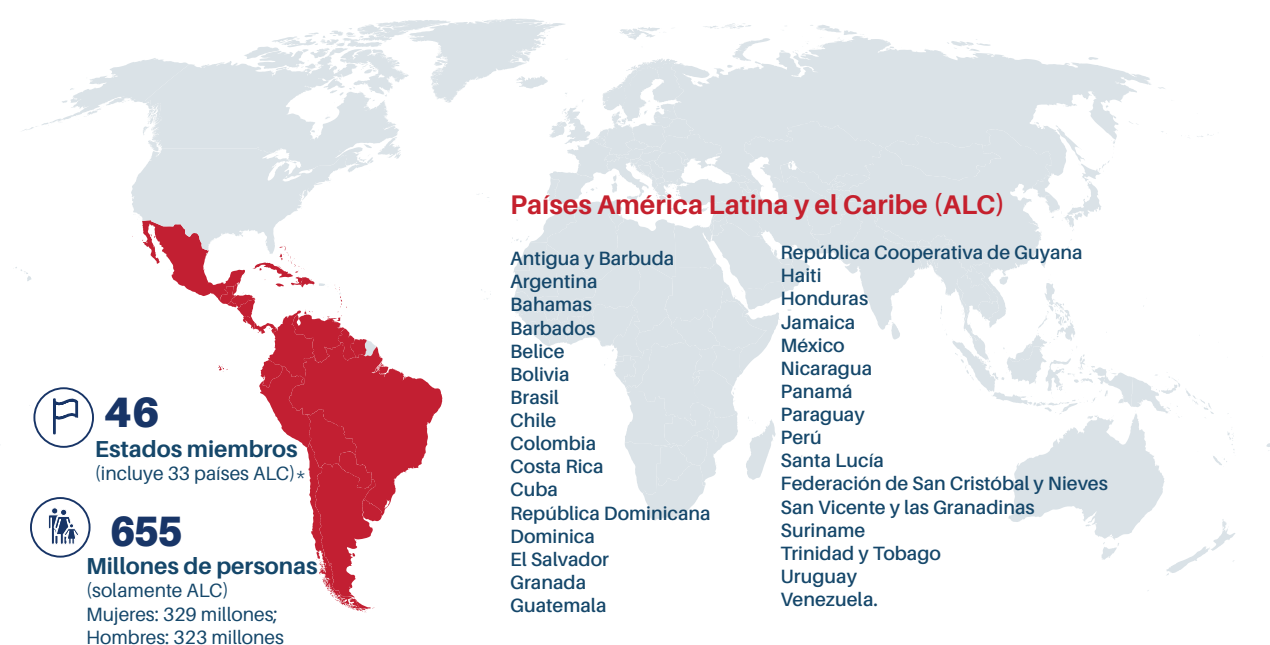 Países América Latina y el Caribe (ALC)
Antigua y Barbuda
Argentina
Bahamas
Barbados
Belice
Bolivia
Brasil
Chile
Colombia
Costa Rica
Cuba
República Dominicana
Dominica
El Salvador
Granada
Guatemala
República Cooperativa de Guyana
Haiti
Honduras
Jamaica
México
Nicaragua
Panamá
Paraguay
Perú
Santa Lucía
Federación de San Cristóbal y Nieves
San Vicente y las Granadinas
Suriname
Trinidad y Tobago
Uruguay
Venezuela.
46
Estados miembros
(incluye 33 países ALC)*
655
Millones de personas
(solamente ALC)
Mujeres: 329 millones;
Hombres: 323 millones